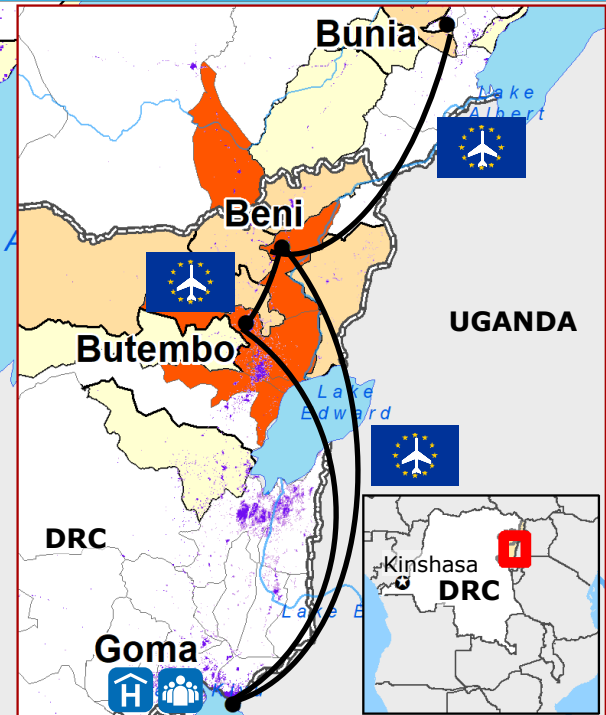 Bunia
Lake
Albert
Beni
UGANDA
Butembo
Lake
Edward
DRC
Kinshasa
DRC
Lake E
Goma
H